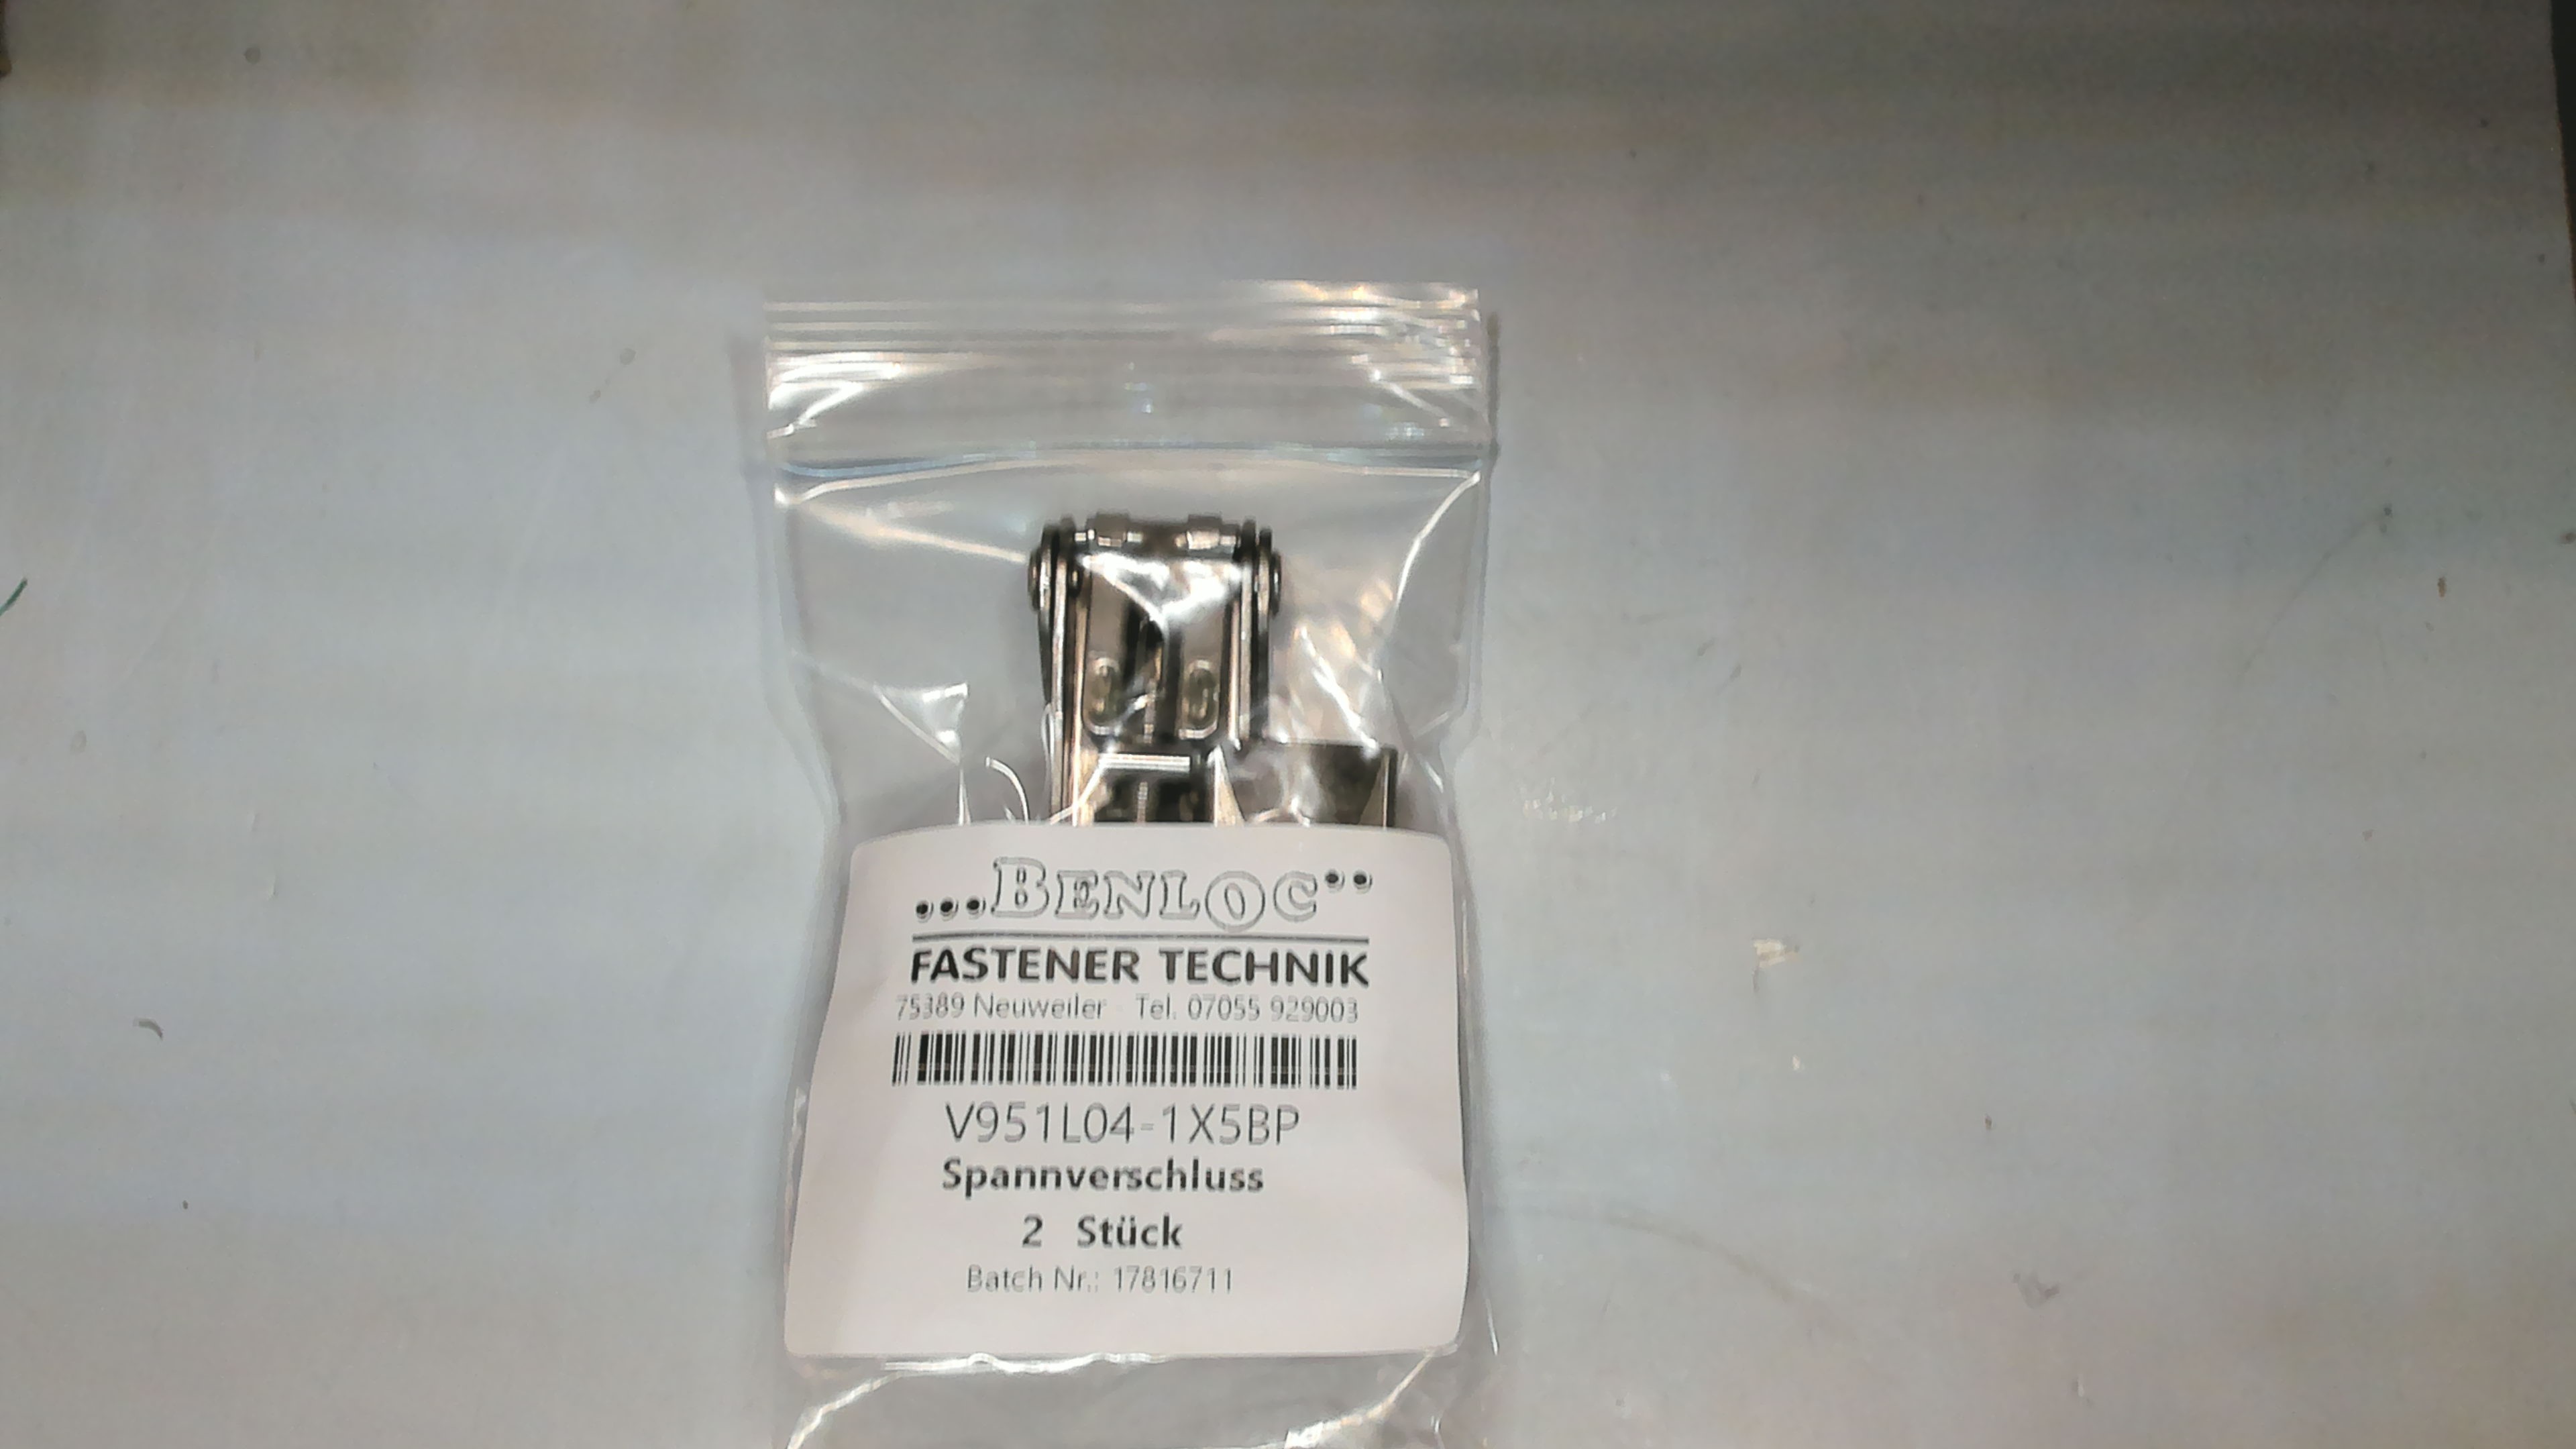 ...BENLOC..
FASTENER TECHNIK
75389 Neuweiler - Tel. 07055 929003
V951L04-1X5BP
Spannverschluss
2 Stück
Batch Nr.: 17816711